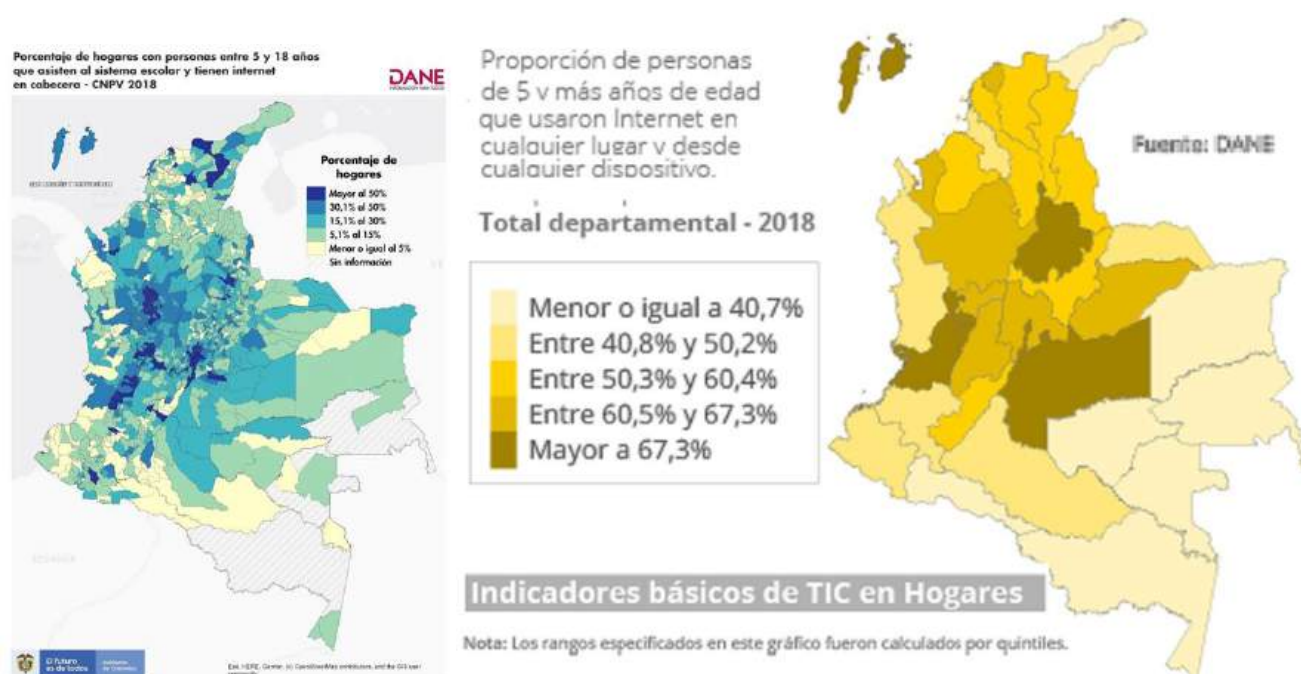 Porcentaje de hogares con personas entre 5 y 18 años
que asisten al sistema escolar y tienen internet
en cabecera - CNPV 2018
DANE
Porcentaje de
hogares
Mayor al 50%
30,1% al 50%
15,1% al 30%
5,1% al 15%
Menor o igual al 5%
Sin información
El futuro
es de todos
Proporción de personas
de 5 y más años de edad
que usaron Internet en
cualquier lugar y desde
cualquier dispositivo.
Total departamental - 2018
Menor o igual a 40,7%
Entre 40,8% y 50,2%
Entre 50,3% y 60,4%
Entre 60,5% y 67,3%
Mayor a 67,3%
Fuente: DANE
Indicadores básicos de TIC en Hogares
Nota: Los rangos especificados en este gráfico fueron calculados por quintiles.